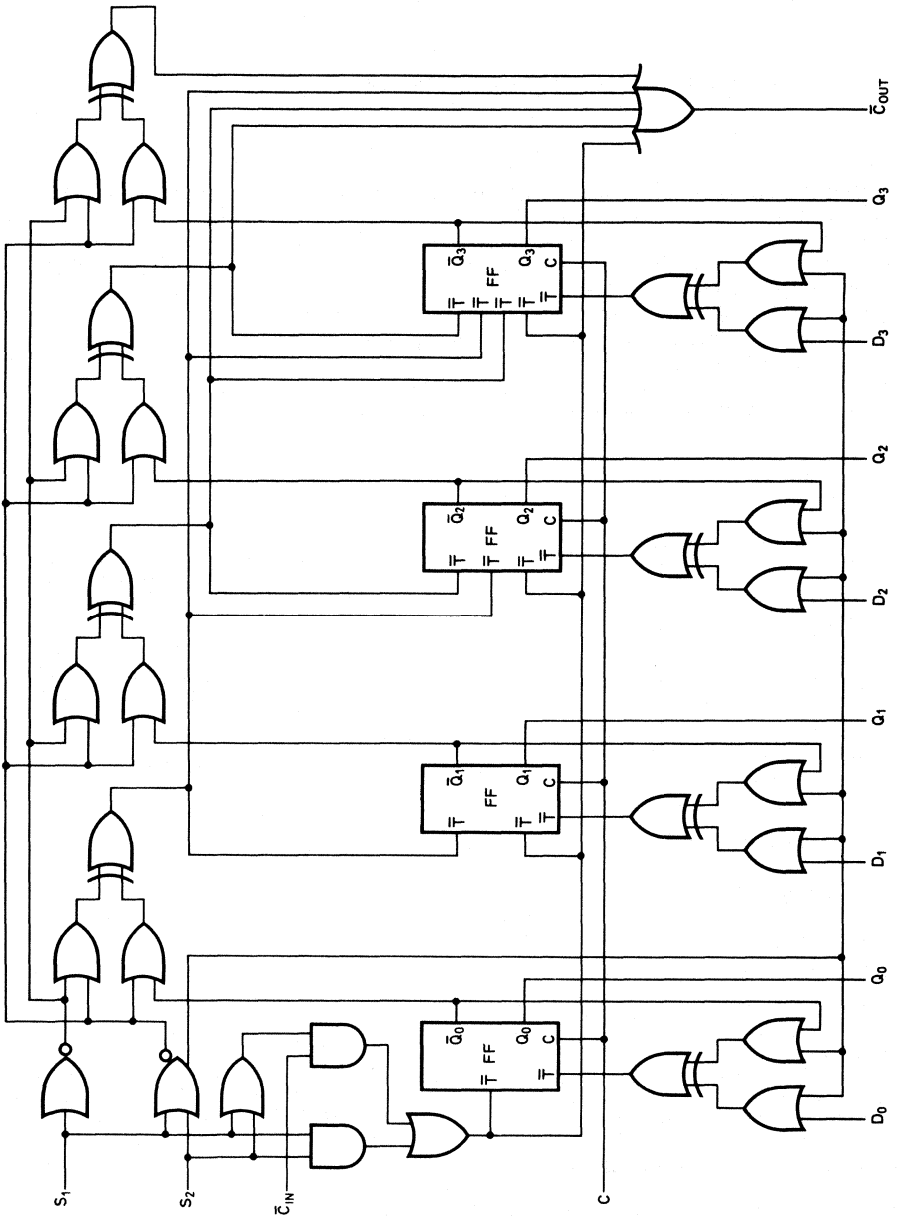 S1
S2
C̄IN
C
Q̄0
Q0
FF
C
T̄
T̄
Q̄1
Q1
FF
C
T̄
T̄
T̄
Q̄2
Q2
FF
C
T̄
T̄
T̄
T̄
Q̄3
Q3
FF
C
T̄
T̄
T̄
T̄
T̄
D0
Q0
D1
Q1
D2
Q2
D3
Q3
C̄OUT